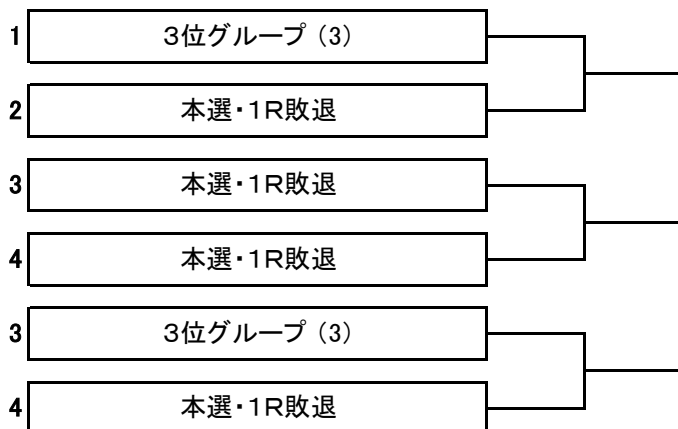 1 3位グループ（3）
2 本選・1R敗退
3 本選・1R敗退
4 本選・1R敗退
3 3位グループ（3）
4 本選・1R敗退